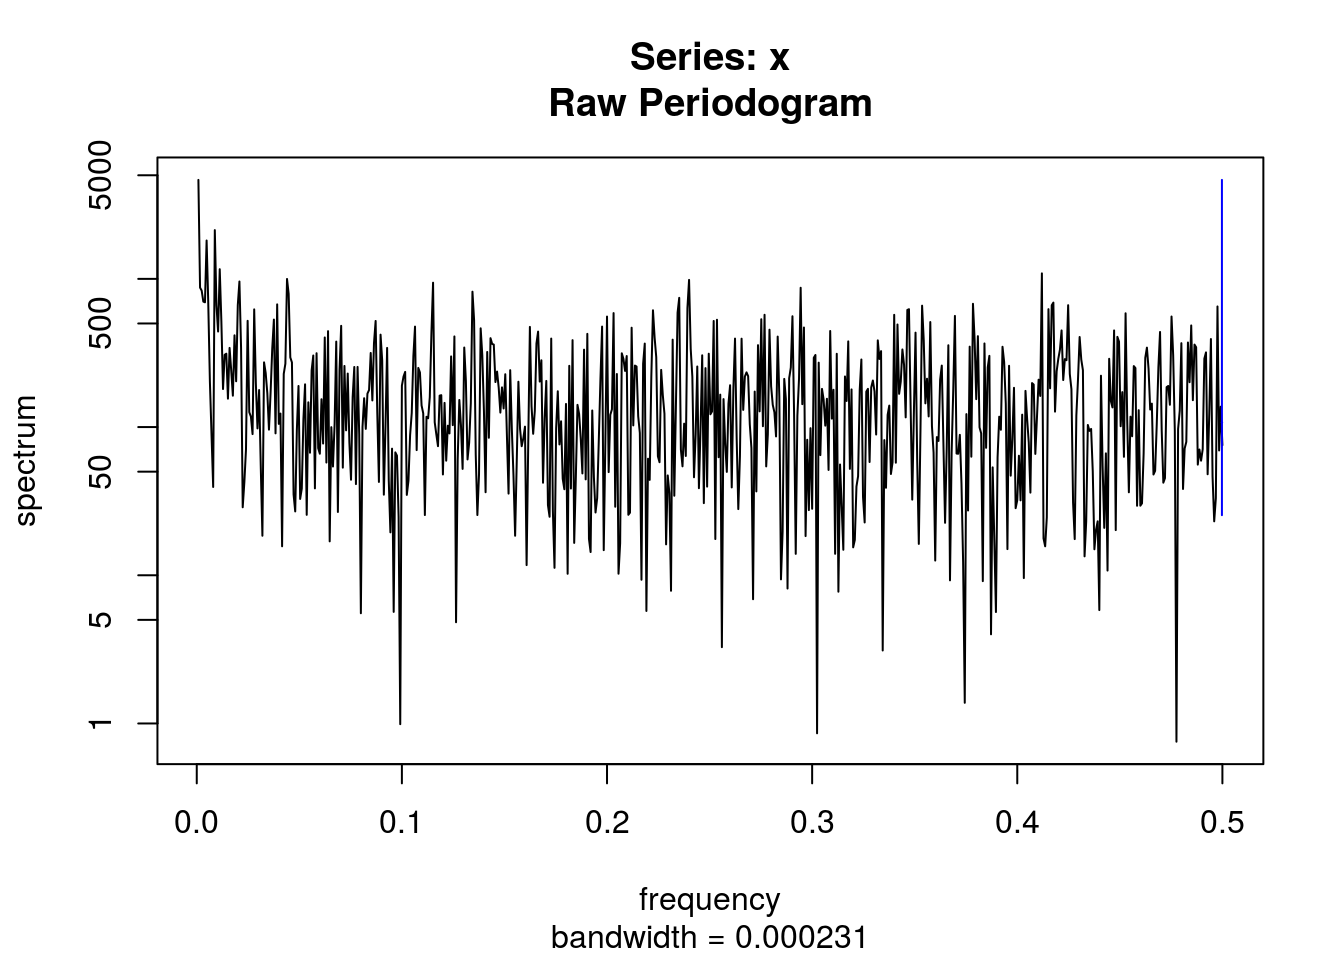 Series: x
Raw Periodogram
5000
500
50
5
1
spectrum
0.0 0.1 0.2 0.3 0.4 0.5
frequency
bandwidth = 0.000231